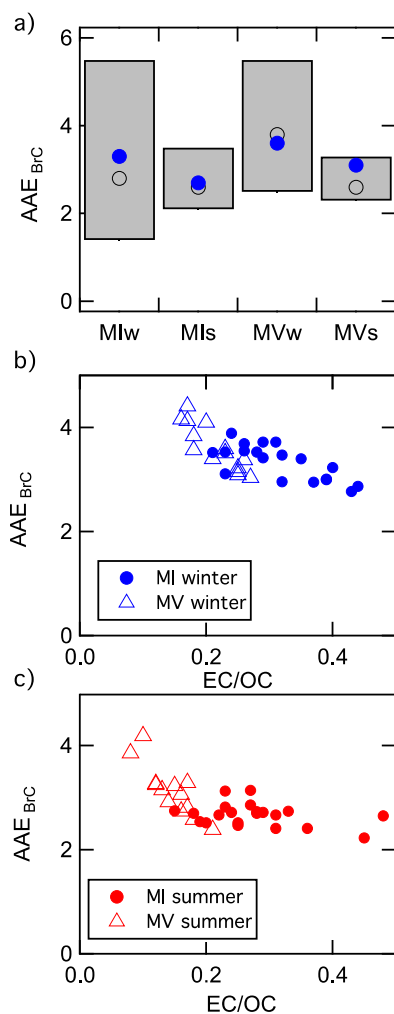 a)
6
4
2
0
AAE BrC
MIw MIs MVw MVs
b)
4
2
0
AAE BrC
MI winter
MV winter
0.0 0.2 0.4
EC/OC
c)
4
2
0
AAE BrC
MI summer
MV summer
0.0 0.2 0.4
EC/OC